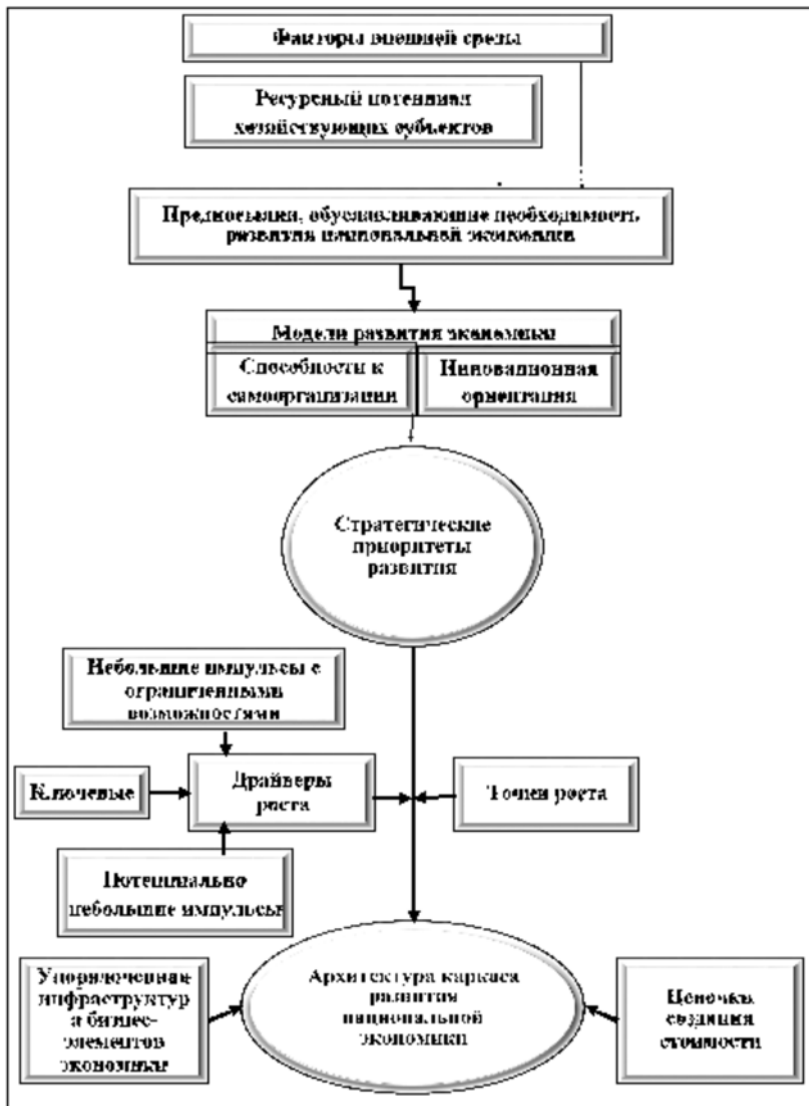 Факторы внешней среды
Ресурсный потенциал
хозяйствующих субъектов
Предпосылки, обуславливающие необходимость
развития национальной экономики
Модели развития экономики
Способности к
самоорганизации
Инновационная
ориентация
Стратегические
приоритеты
развития
Небольшие импульсы с
ограниченными
возможностями
Ключевые
Драйверы
роста
Точки роста
Потенциально
небольшие импульсы
Упорядоченная
инфраструктур
а бизнес-
элементов
экономики
Архитектура каркаса
развития
национальной
экономики
Цепочки
создания
стоимости